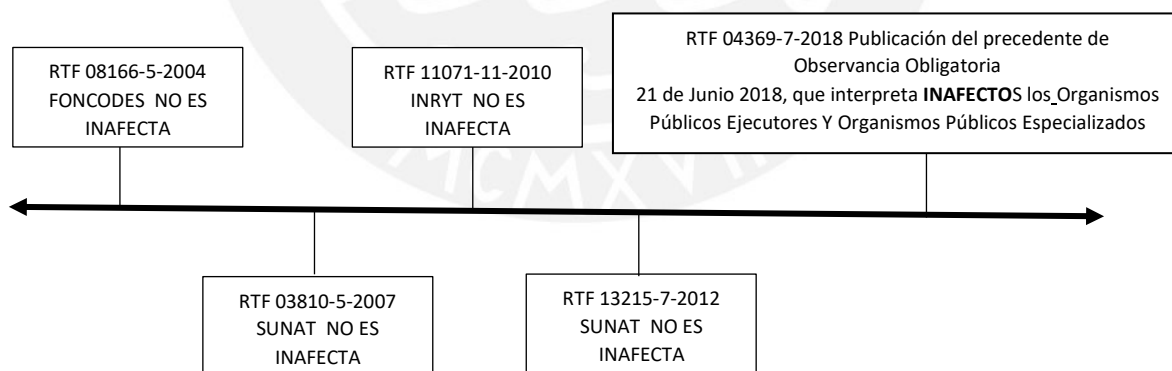 RTF 08166-5-2004
FONCODES NO ES
INAFECTA
RTF 11071-11-2010
INRYT NO ES
INAFECTA
RTF 04369-7-2018 Publicación del precedente de
Observancia Obligatoria
21 de Junio 2018, que interpreta INAFECTOS los_Organismos
Públicos Ejecutores Y Organismos Públicos Especializados
MCMXVII
RTF 03810-5-2007
SUNAT NO ES
INAFECTA
RTF 13215-7-2012
SUNAT NO ES
INAFECTA